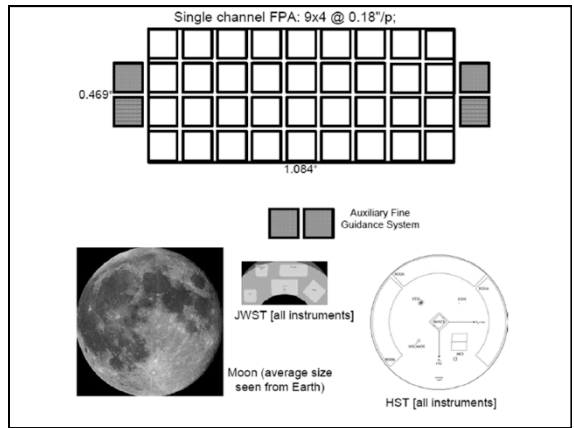 Single channel FPA: 9x4 @ 0.18"/p;
0.469°
1.084°
Auxiliary Fine
Guidance System
JWST [all instruments]
Moon (average size
seen from Earth)
HST [all instruments]